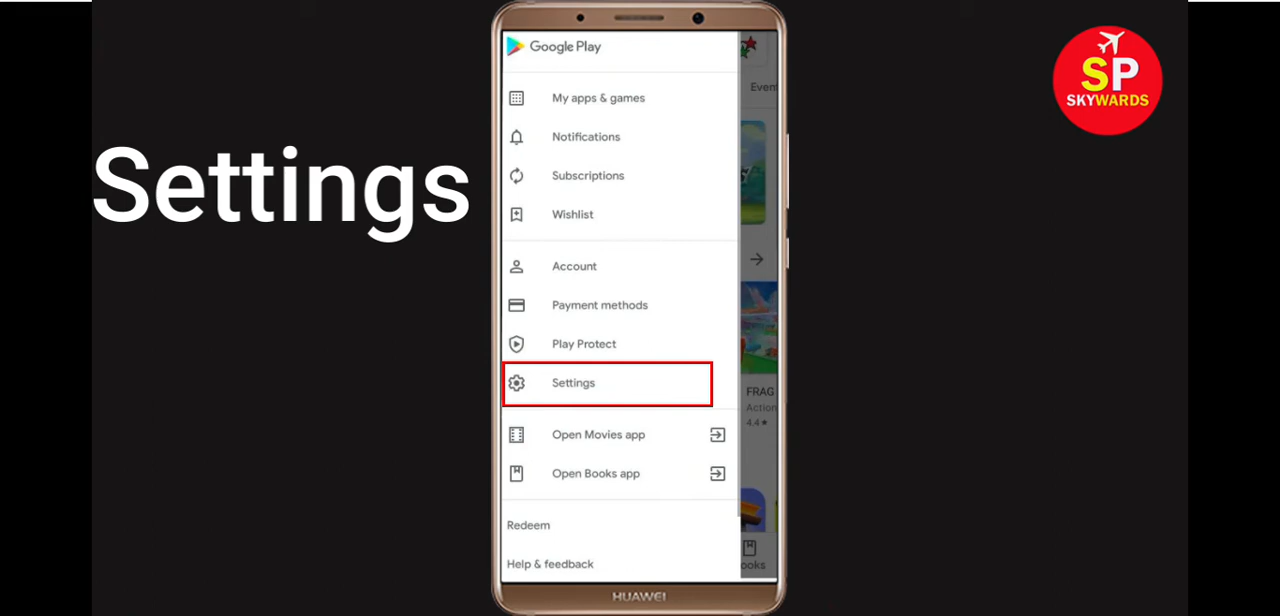 Settings
Google Play
My apps & games
Notifications
Subscriptions
Wishlist
Account
Payment methods
Play Protect
Settings
Open Movies app
Open Books app
Redeem
Help & feedback
Even
FRAG
Action
4.4★
ooks
HUAWEI
SP
SKYWARDS